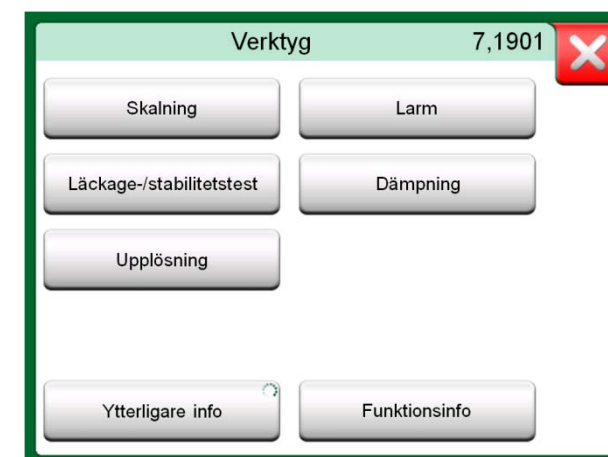 Verktyg 7,1901
Skalning Larm
Läckage-/stabilitetstest Dämpning
Upplösning
Ytterligare info Funktionsinfo